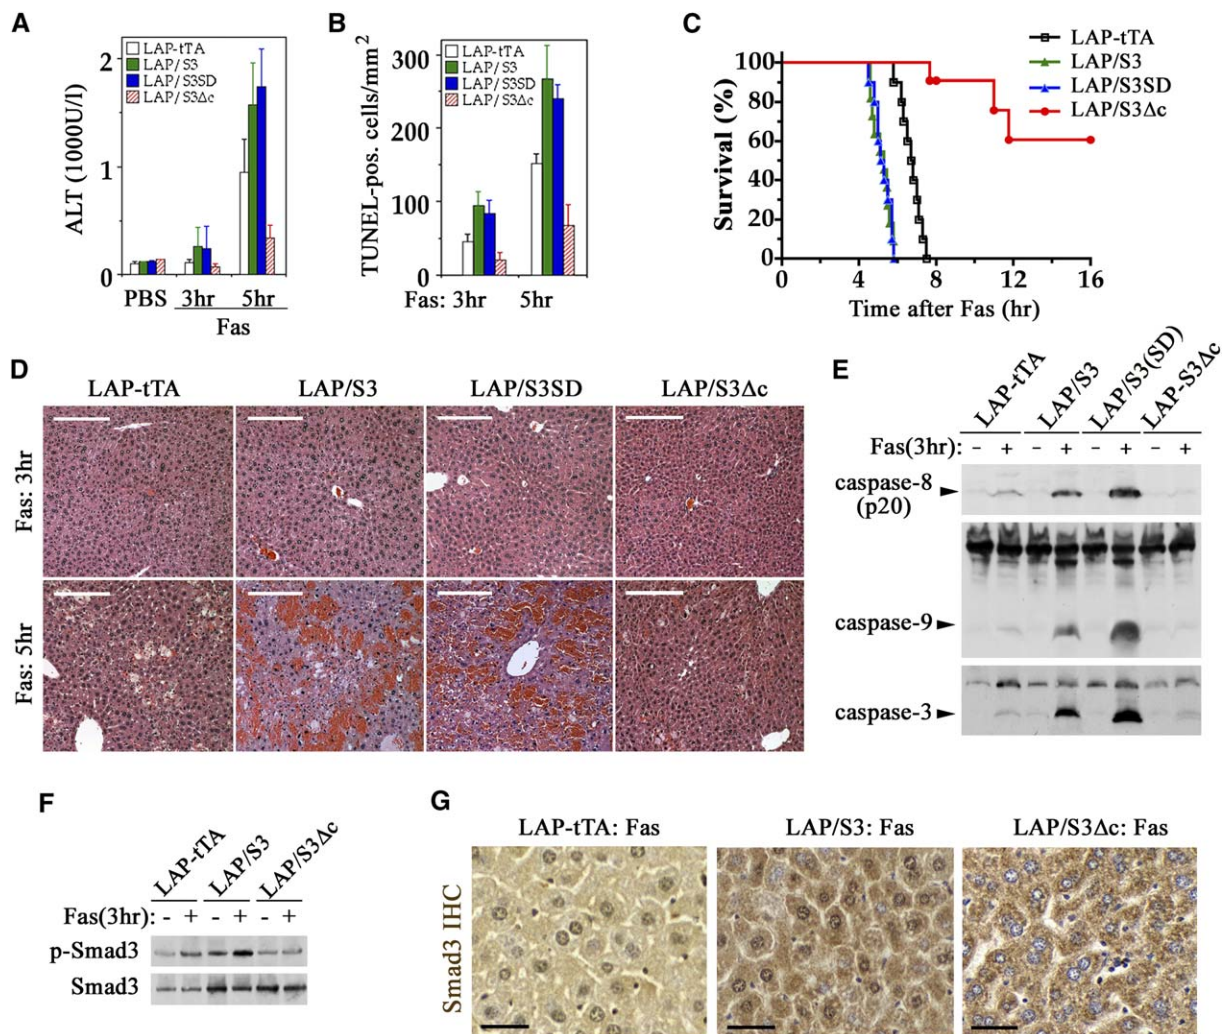 A
ALT (1000U/l)
2
1
0
LAP-tTA
LAP/S3
LAP/S3SD
LAP/S3Δc
PBS 3hr 5hr
Fas
B
TUNEL-pos. cells/mm²
300
200
100
0
LAP-tTA
LAP/S3
LAP/S3SD
LAP/S3Δc
Fas: 3hr 5hr
C
LAP-tTA
LAP/S3
LAP/S3SD
LAP/S3Δc
Survival (%)
100
80
60
40
20
0
0 4 8 12 16
Time after Fas (hr)
D
LAP-tTA LAP/S3 LAP/S3SD LAP/S3Δc
Fas: 3hr
Fas: 5hr
E
LAP-tTA LAP/S3 LAP/S3(SD) LAP-S3Δc
Fas(3hr): - + - + - + - +
caspase-8
(p20)
caspase-9
caspase-3
F
LAP-tTA LAP/S3 LAP/S3Δc
Fas(3hr): - + - + - +
p-Smad3
Smad3
G
LAP-tTA: Fas LAP/S3: Fas LAP/S3Δc: Fas
Smad3 IHC